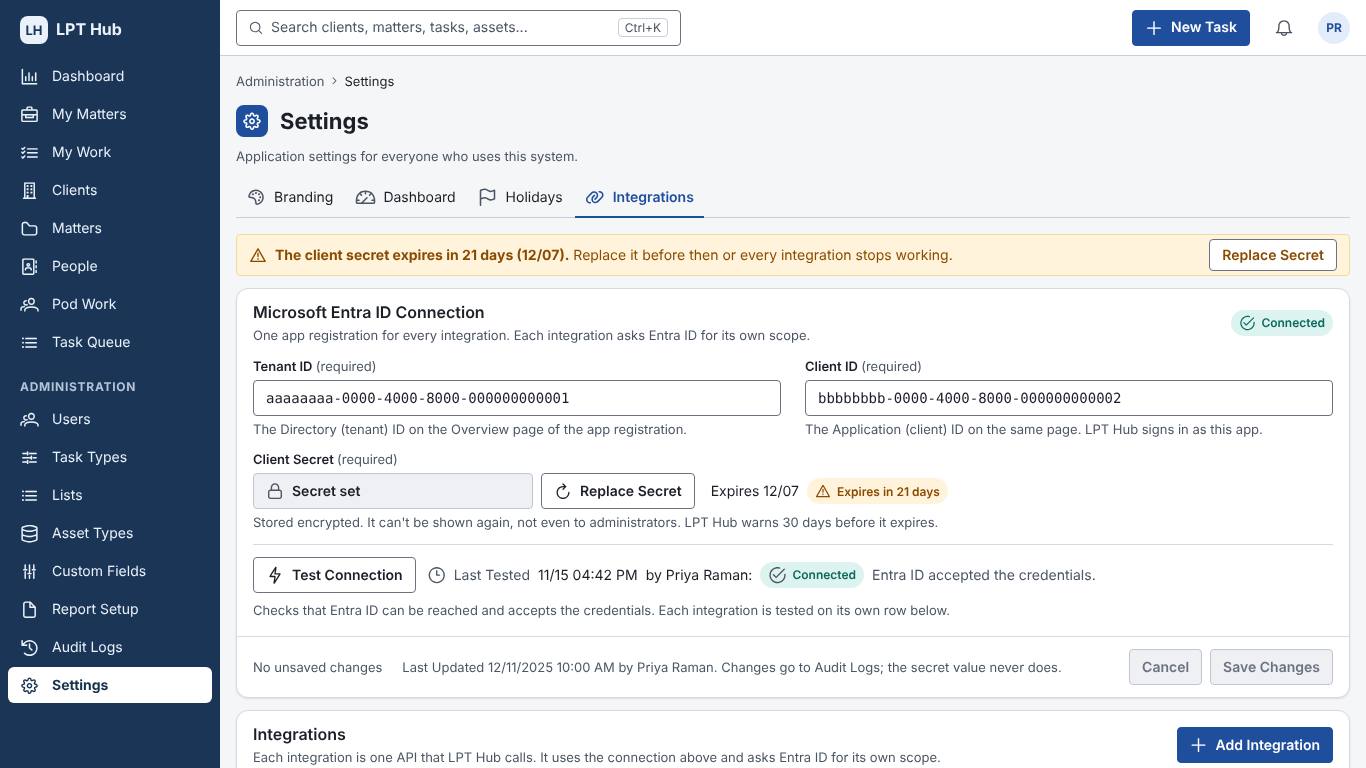 LH LPT Hub
Search clients, matters, tasks, assets... Ctrl+K
New Task
PR
Dashboard
My Matters
My Work
Clients
Matters
People
Pod Work
Task Queue
ADMINISTRATION
Users
Task Types
Lists
Asset Types
Custom Fields
Report Setup
Audit Logs
Settings
Administration › Settings
Settings
Application settings for everyone who uses this system.
Branding Dashboard Holidays Integrations
The client secret expires in 21 days (12/07). Replace it before then or every integration stops working. Replace Secret
Microsoft Entra ID Connection
One app registration for every integration. Each integration asks Entra ID for its own scope.
Connected
Tenant ID (required)
aaaaaaaa-0000-4000-8000-000000000001
The Directory (tenant) ID on the Overview page of the app registration.
Client ID (required)
bbbbbbbb-0000-4000-8000-000000000002
The Application (client) ID on the same page. LPT Hub signs in as this app.
Client Secret (required)
Secret set Replace Secret Expires 12/07 Expires in 21 days
Stored encrypted. It can't be shown again, not even to administrators. LPT Hub warns 30 days before it expires.
Test Connection Last Tested 11/15 04:42 PM by Priya Raman: Connected Entra ID accepted the credentials.
Checks that Entra ID can be reached and accepts the credentials. Each integration is tested on its own row below.
No unsaved changes Last Updated 12/11/2025 10:00 AM by Priya Raman. Changes go to Audit Logs; the secret value never does. Cancel Save Changes
Integrations
Each integration is one API that LPT Hub calls. It uses the connection above and asks Entra ID for its own scope.
Add Integration